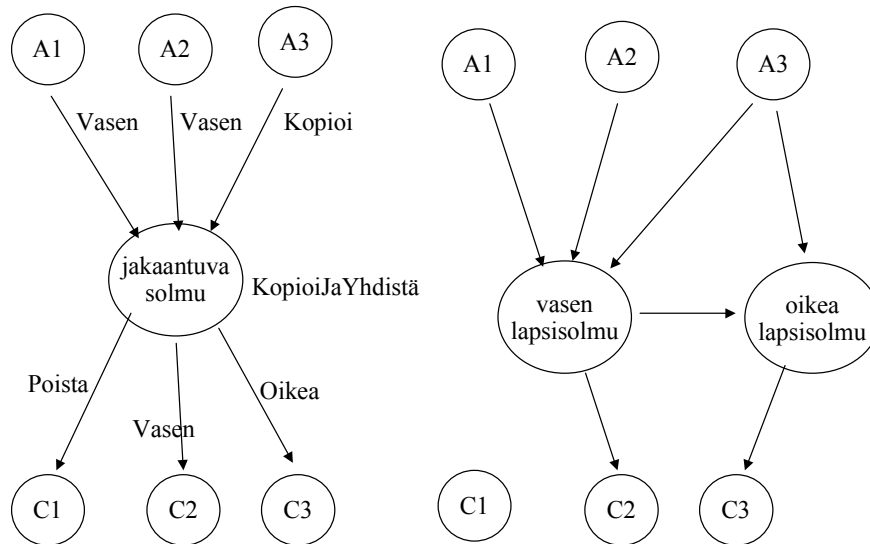 A1
A2
A3
Vasen
Vasen
Kopioi
jakaantuva
solmu
KopioiJaYhdistä
Poista
Vasen
Oikea
C1
C2
C3
A1
A2
A3
vasen
lapsisolmu
oikea
lapsisolmu
C1
C2
C3